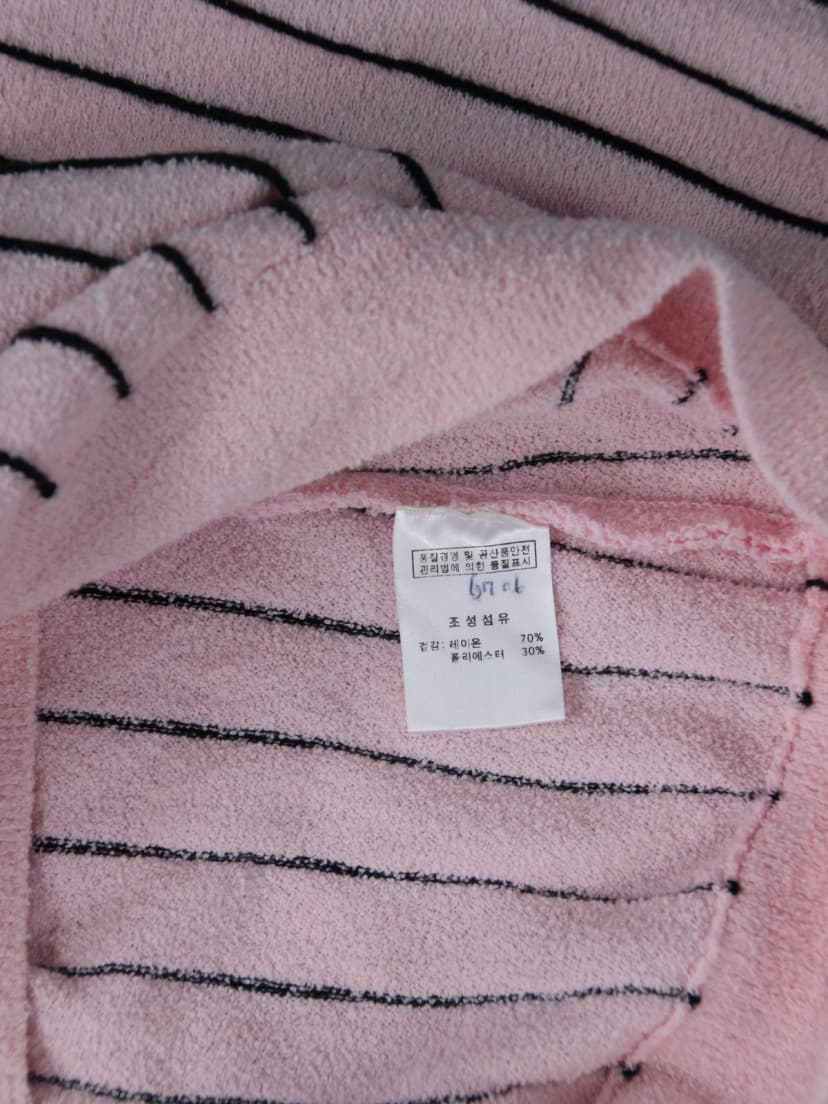 품질경영 및 공산품안전
관리법에 의한 품질표시
조성섬유
겉감: 레이온 70%
폴리에스터 30%